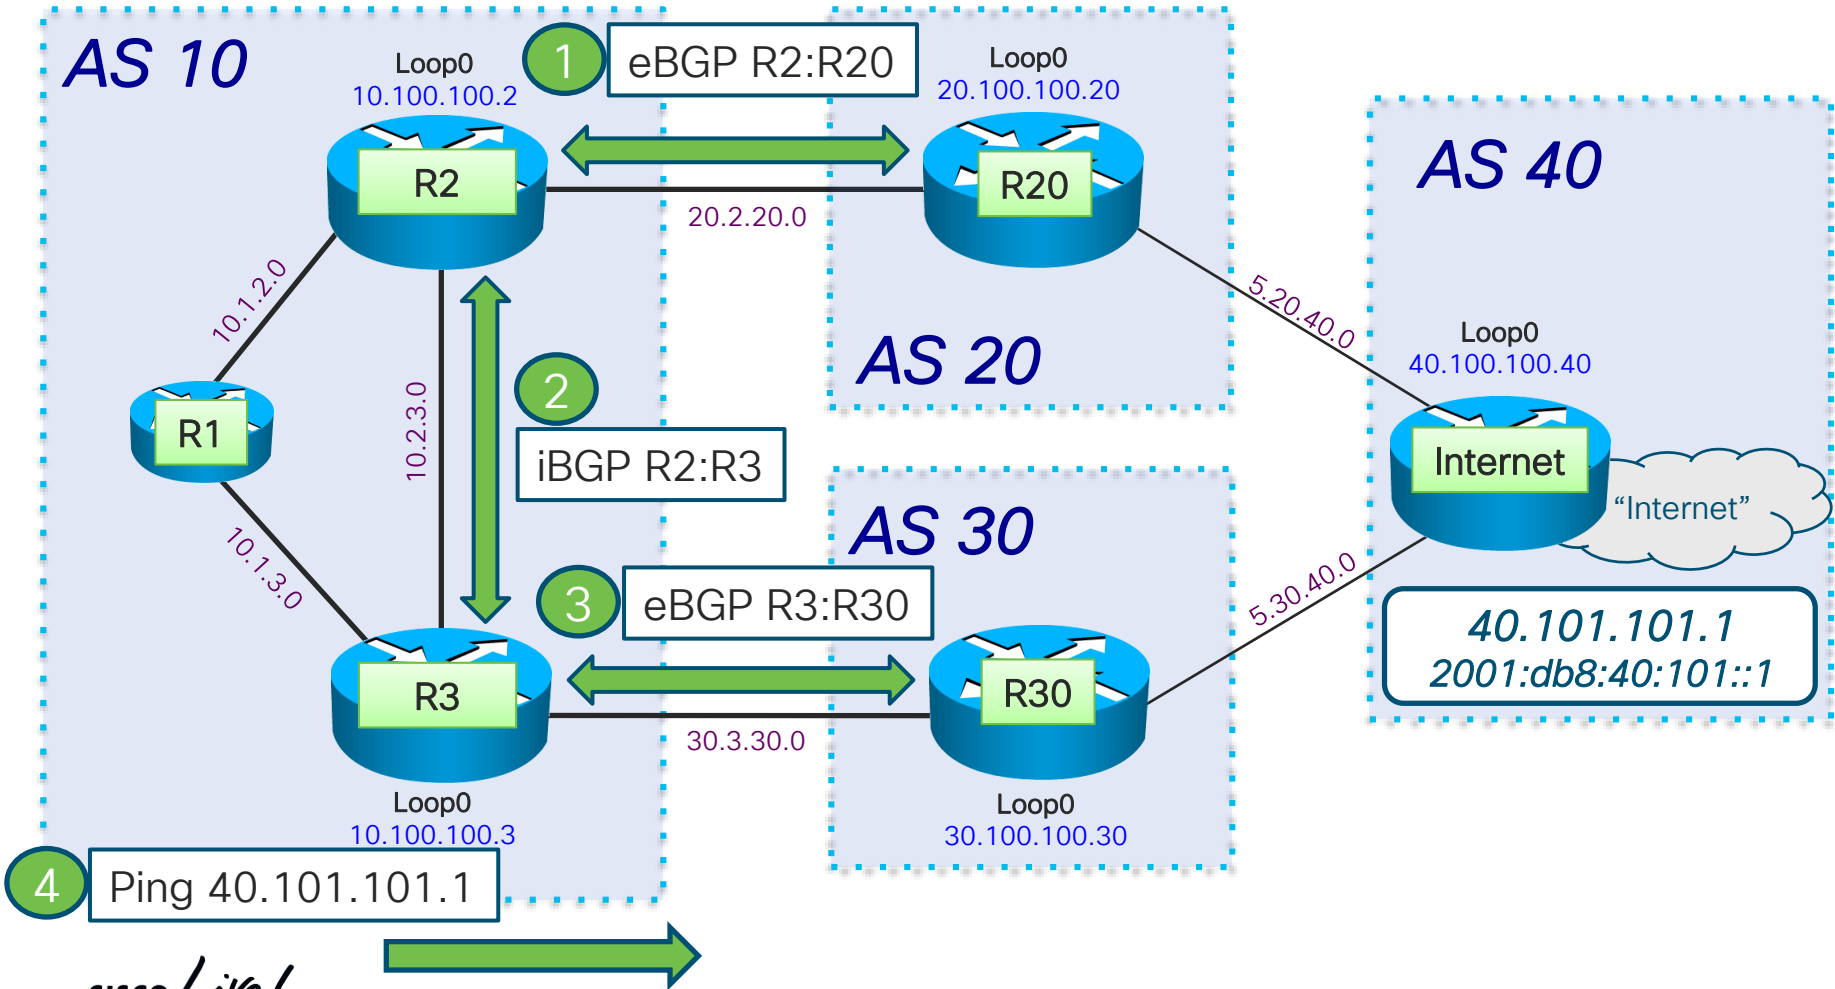 AS 10
1
eBGP R2:R20
Loop0
10.100.100.2
Loop0
20.100.100.20
AS 40
R2
R20
20.2.20.0
10.1.2.0
5.20.40.0
AS 20
Loop0
40.100.100.40
2
10.2.3.0
R1
iBGP R2:R3
Internet
“Internet”
AS 30
10.1.3.0
3
eBGP R3:R30
5.30.40.0
40.101.101.1
2001:db8:40:101::1
R3
R30
30.3.30.0
Loop0
10.100.100.3
Loop0
30.100.100.30
4
Ping 40.101.101.1